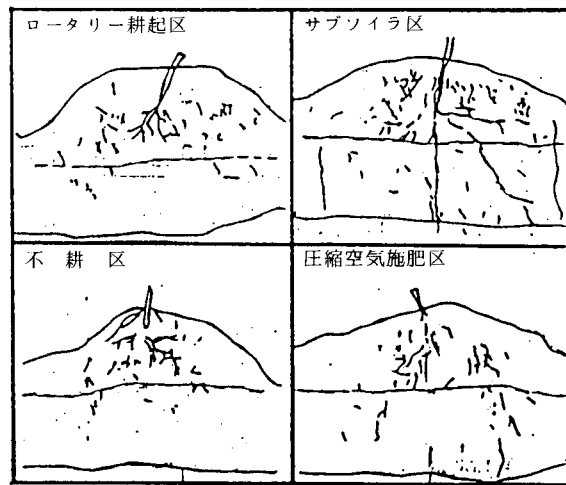 ロータリー耕起区
サブソイラ区
不耕区
圧縮空気施肥区